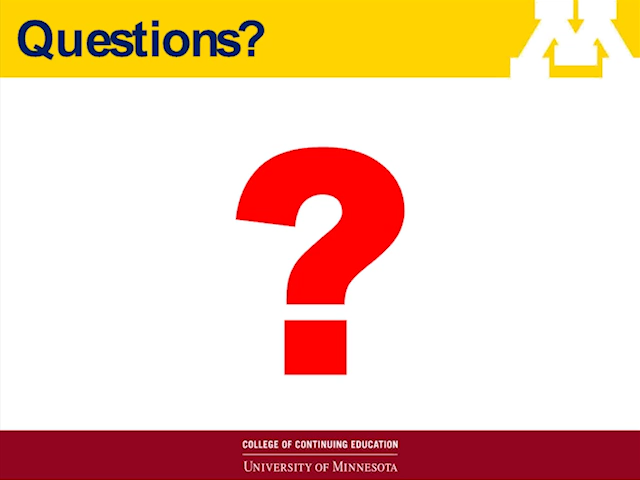 Questions?
?
COLLEGE OF CONTINUING EDUCATION
UNIVERSITY OF MINNESOTA